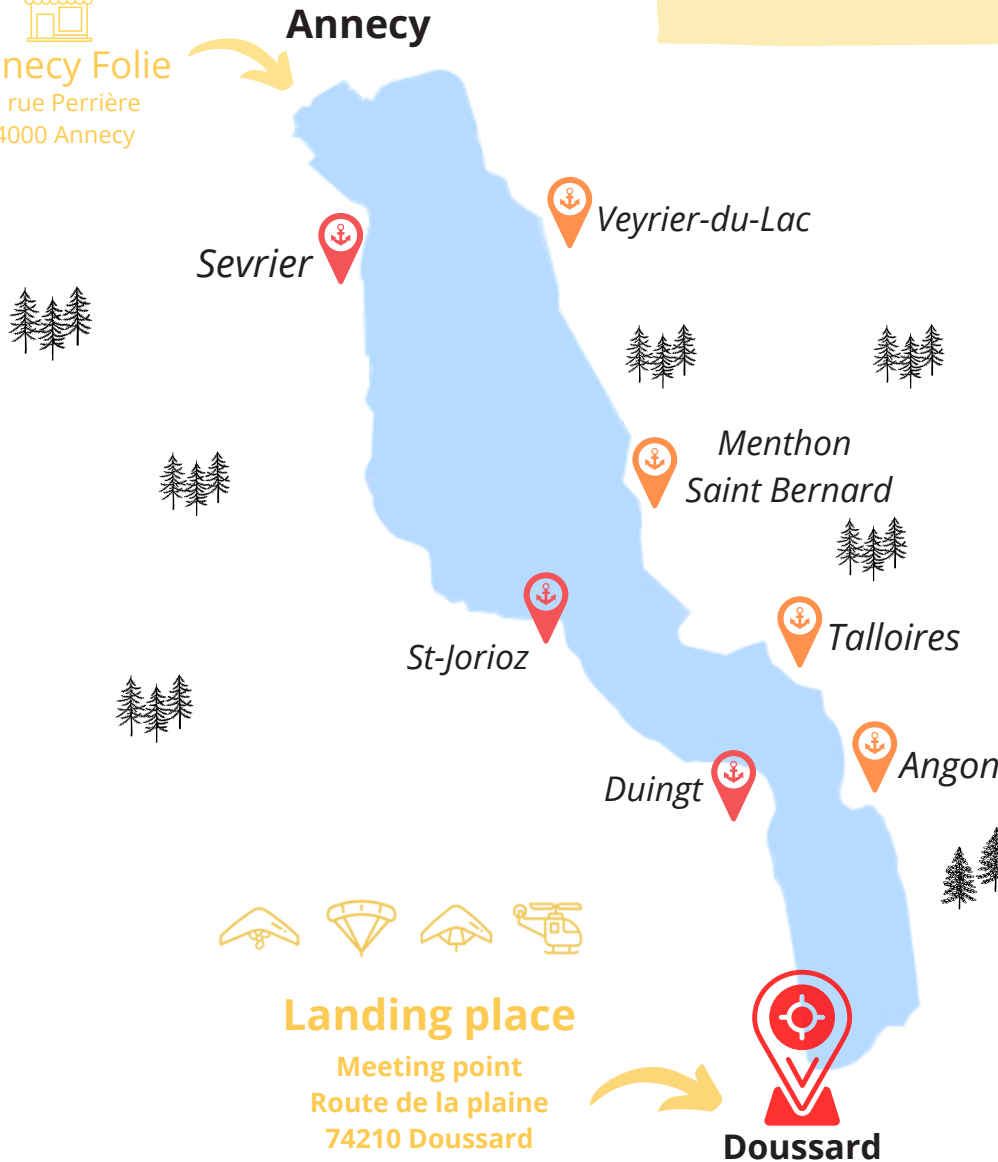 Annecy
necy Folie
rue Perrière
4000 Annecy
Veyrier-du-Lac
Sevrier
Menthon
Saint Bernard
Talloires
St-Jorioz
Angon
Duingt
Landing place
Meeting point
Route de la plaine
74210 Doussard
Doussard